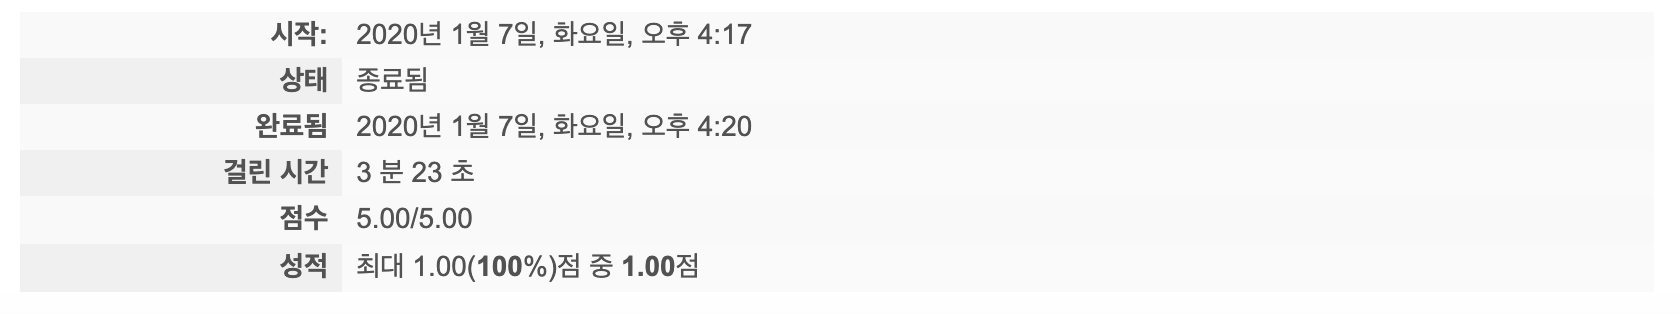 시작: 2020년 1월 7일, 화요일, 오후 4:17
상태 종료됨
완료됨 2020년 1월 7일, 화요일, 오후 4:20
걸린 시간 3 분 23 초
점수 5.00/5.00
성적 최대 1.00(100%)점 중 1.00점